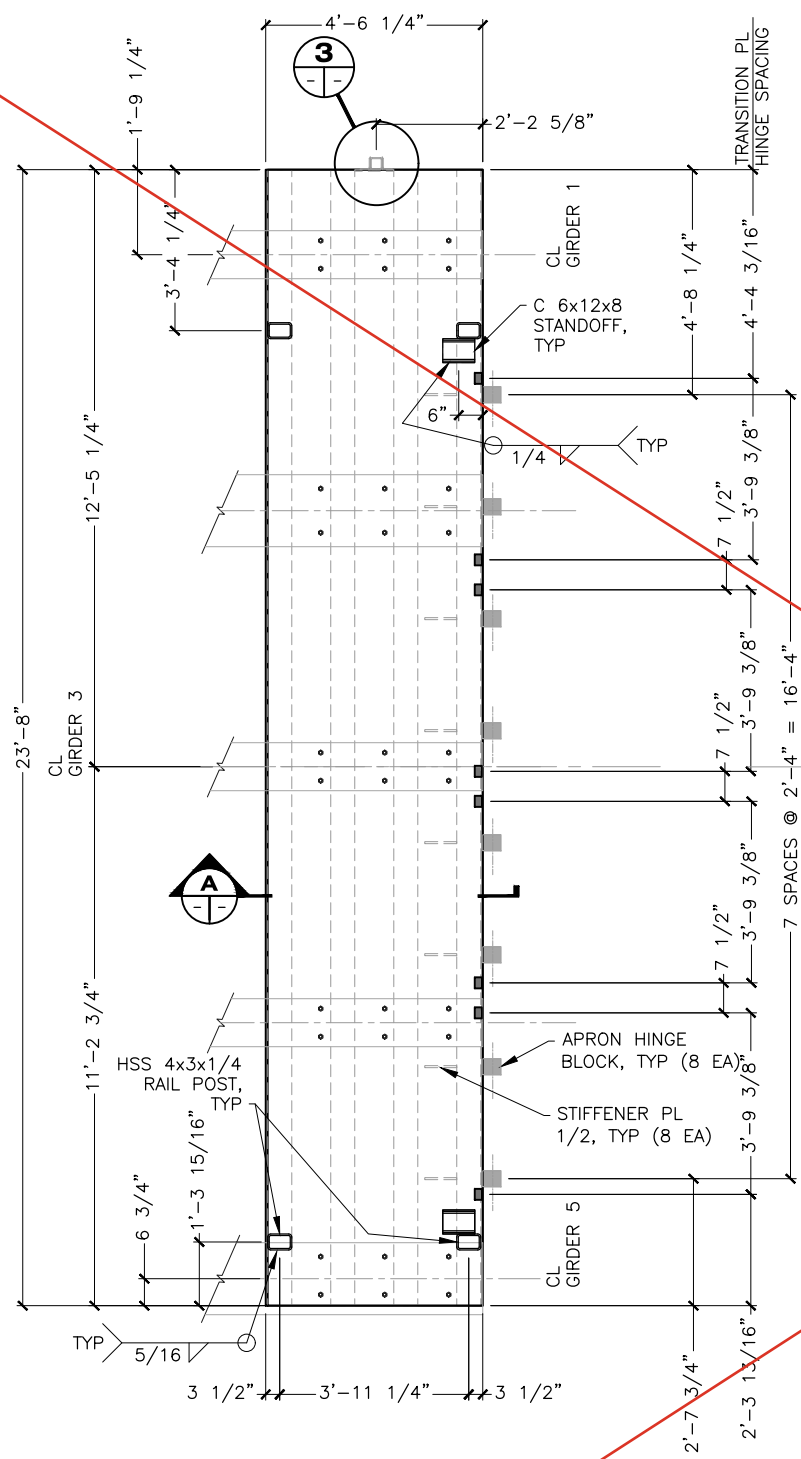 4'-6 1/4"
3
- -
2'-2 5/8"
TRANSITION PL
HINGE SPACING
1'-9 1/4"
3'-4 1/4"
CL
GIRDER 1
4'-8 1/4"
4'-4 3/16"
C 6x12x8
STANDOFF,
TYP
6"
1/4
TYP
12'-5 1/4"
3'-9 3/8"
7 1/2"
23'-8"
CL
GIRDER 3
3'-9 3/8"
7 1/2"
7 SPACES @ 2'-4" = 16'-4"
A
- -
3'-9 3/8"
7 1/2"
11'-2 3/4"
HSS 4x3x1/4
RAIL POST,
TYP
APRON HINGE
BLOCK, TYP (8 EA)
STIFFENER PL
1/2, TYP (8 EA)
3'-9 3/8"
1'-3 15/16"
6 3/4"
CL
GIRDER 5
TYP
5/16
3 1/2"
3'-11 1/4"
3 1/2"
2'-7 3/4"
2'-3 13/16"